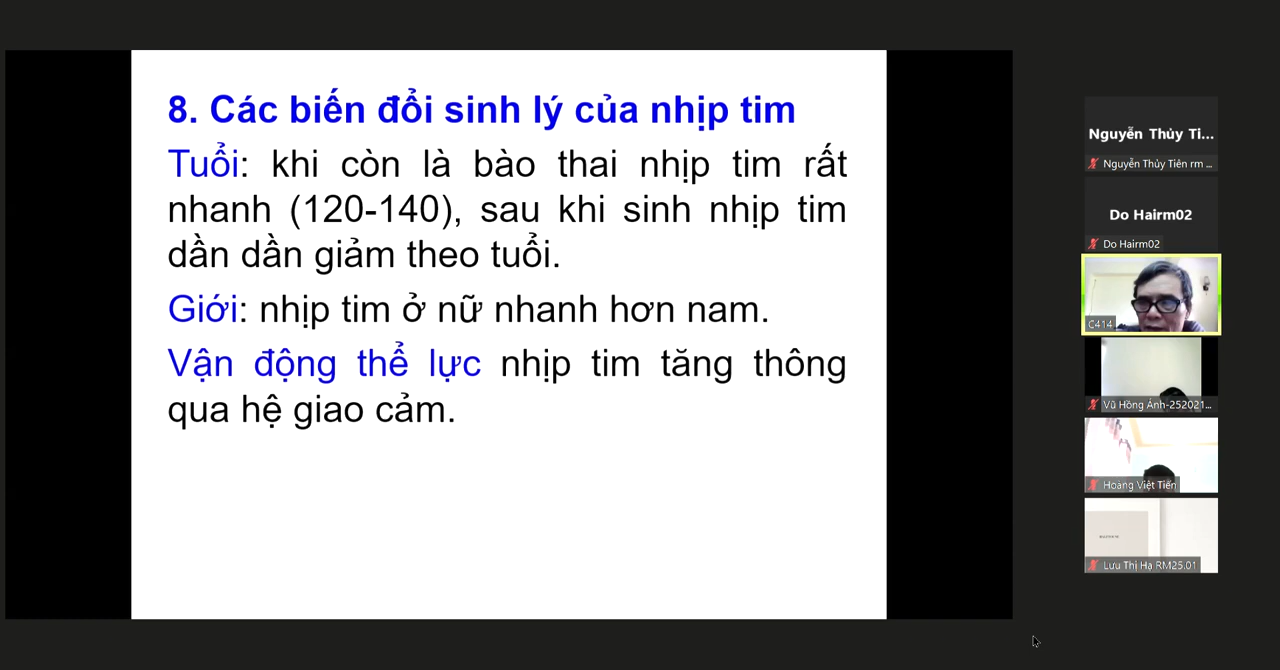 8. Các biến đổi sinh lý của nhịp tim
Tuổi: khi còn là bào thai nhịp tim rất
nhanh (120-140), sau khi sinh nhịp tim
dần dần giảm theo tuổi.
Giới: nhịp tim ở nữ nhanh hơn nam.
Vận động thể lực nhịp tim tăng thông
qua hệ giao cảm.
Nguyễn Thủy Ti...
Nguyễn Thủy Tiên rm ...
Do Hairm02
Do Hairm02
C414
Vũ Hồng Ánh-252021...
Hoàng Việt Tiến
Lưu Thị Hạ RM25.01